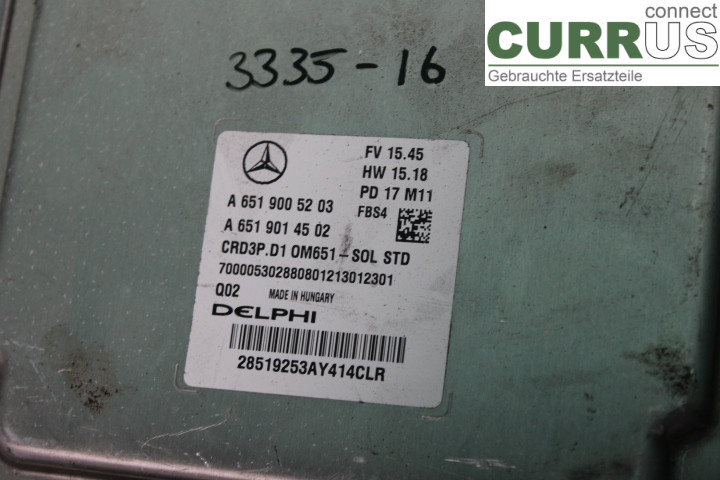 connect
CURRUS
Gebrauchte Ersatzteile
3335-16
FV 15.45
HW 15.18
PD 17 M11
FBS4
A 651 900 52 03
A 651 901 45 02
CRD3P.D1 OM651-SOL STD
700005302880801213012301
Q02 MADE IN HUNGARY
DELPHI
28519253AY414CLR